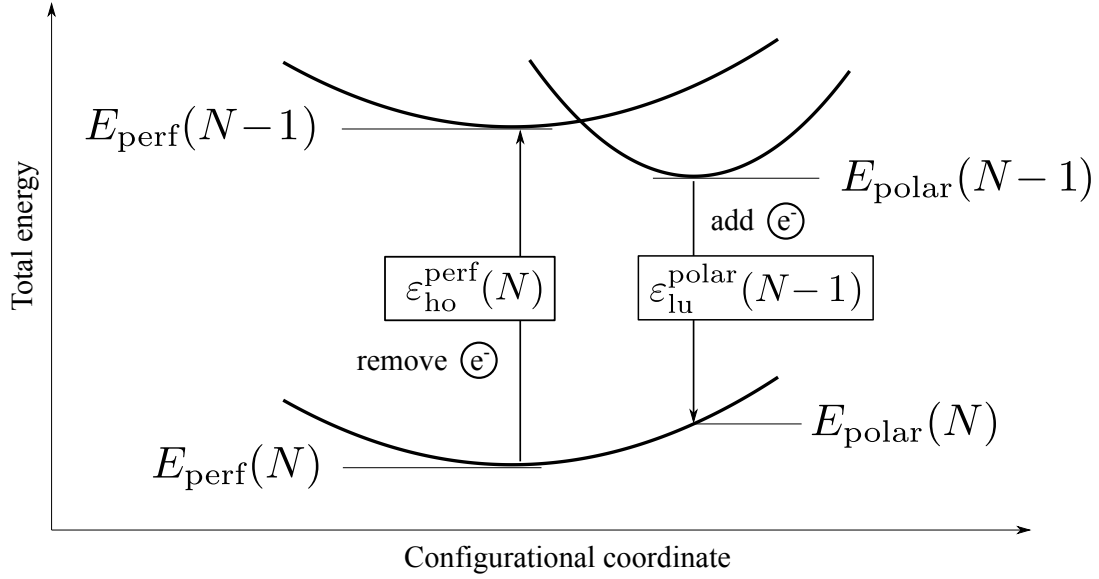 Total energy
E_perf(N−1)
E_polar(N−1)
add e⁻
ε_ho^perf(N)
ε_lu^polar(N−1)
remove e⁻
E_polar(N)
E_perf(N)
Configurational coordinate